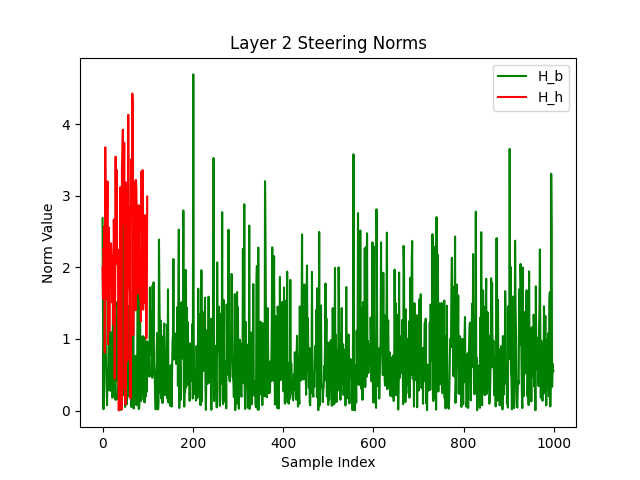 Layer 2 Steering Norms
H_b
H_h
Norm Value
4
3
2
1
0
0
200
400
600
800
1000
Sample Index